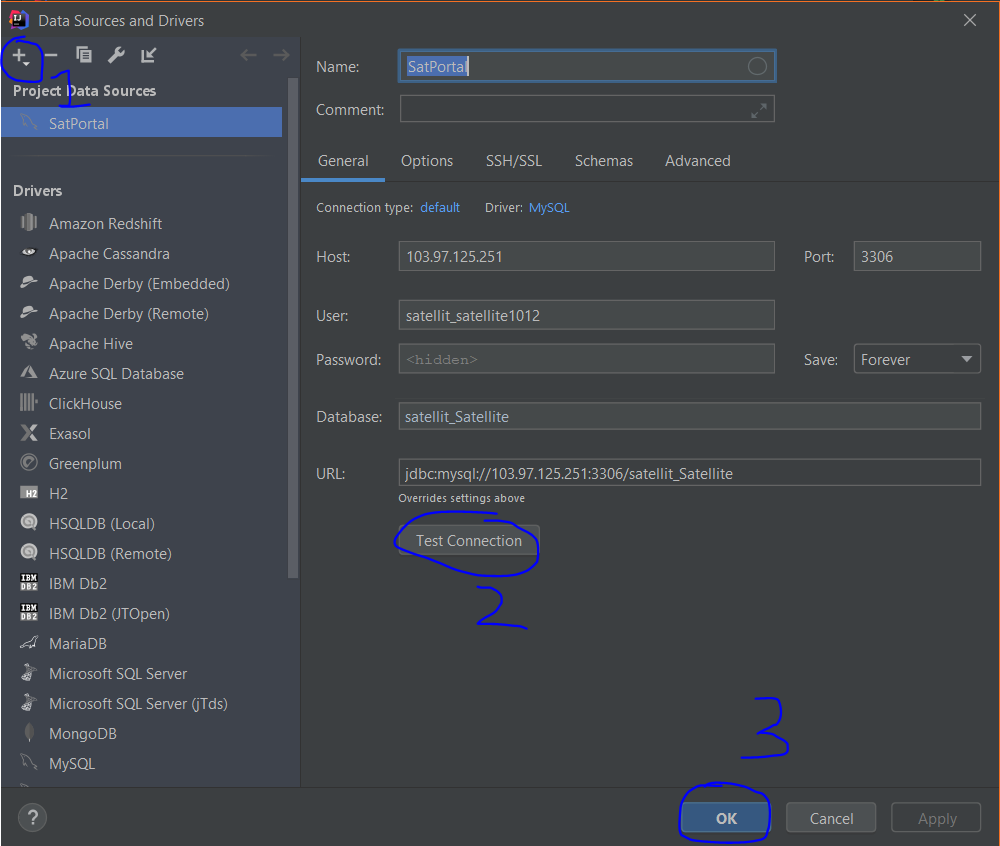 Data Sources and Drivers
1
Project Data Sources
SatPortal
Drivers
Amazon Redshift
Apache Cassandra
Apache Derby (Embedded)
Apache Derby (Remote)
Apache Hive
Azure SQL Database
ClickHouse
Exasol
Greenplum
H2
HSQLDB (Local)
HSQLDB (Remote)
IBM Db2
IBM Db2 (JTOpen)
MariaDB
Microsoft SQL Server
Microsoft SQL Server (jTds)
MongoDB
MySQL
Name: SatPortal
Comment:
General Options SSH/SSL Schemas Advanced
Connection type: default Driver: MySQL
Host: 103.97.125.251 Port: 3306
User: satellit_satellite1012
Password: <hidden> Save: Forever
Database: satellit_Satellite
URL: jdbc:mysql://103.97.125.251:3306/satellit_Satellite
Overrides settings above
Test Connection
2
3
? OK Cancel Apply